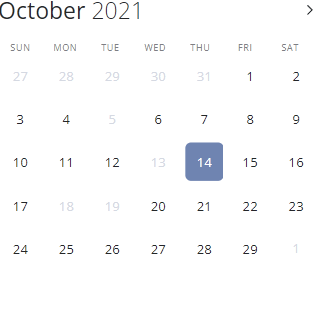 October 2021
SUN MON TUE WED THU FRI SAT
27 28 29 30 31 1 2
3 4 5 6 7 8 9
10 11 12 13 14 15 16
17 18 19 20 21 22 23
24 25 26 27 28 29 1